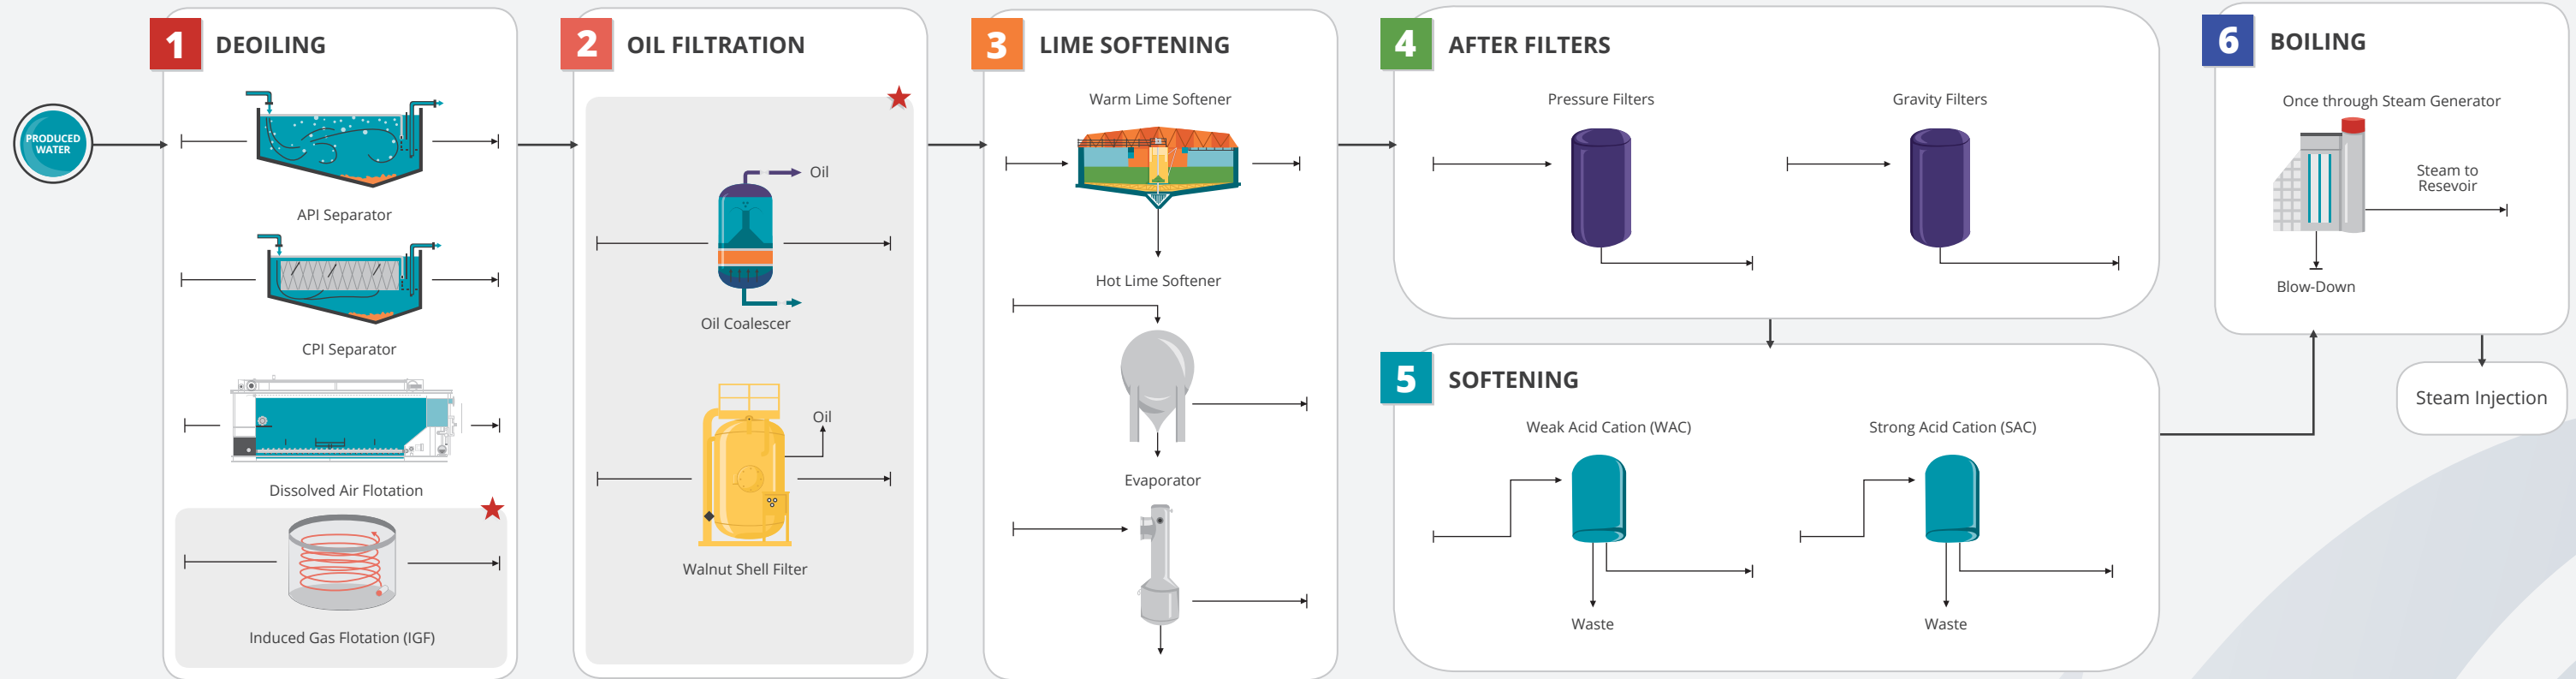 PRODUCED
WATER
1
DEOILING
API Separator
CPI Separator
Dissolved Air Flotation
Induced Gas Flotation (IGF)
2
OIL FILTRATION
Oil
Oil Coalescer
Oil
Walnut Shell Filter
3
LIME SOFTENING
Warm Lime Softener
Hot Lime Softener
Evaporator
4
AFTER FILTERS
Pressure Filters
Gravity Filters
5
SOFTENING
Weak Acid Cation (WAC)
Strong Acid Cation (SAC)
Waste
Waste
6
BOILING
Once through Steam Generator
Steam to
Resevoir
Blow-Down
Steam Injection